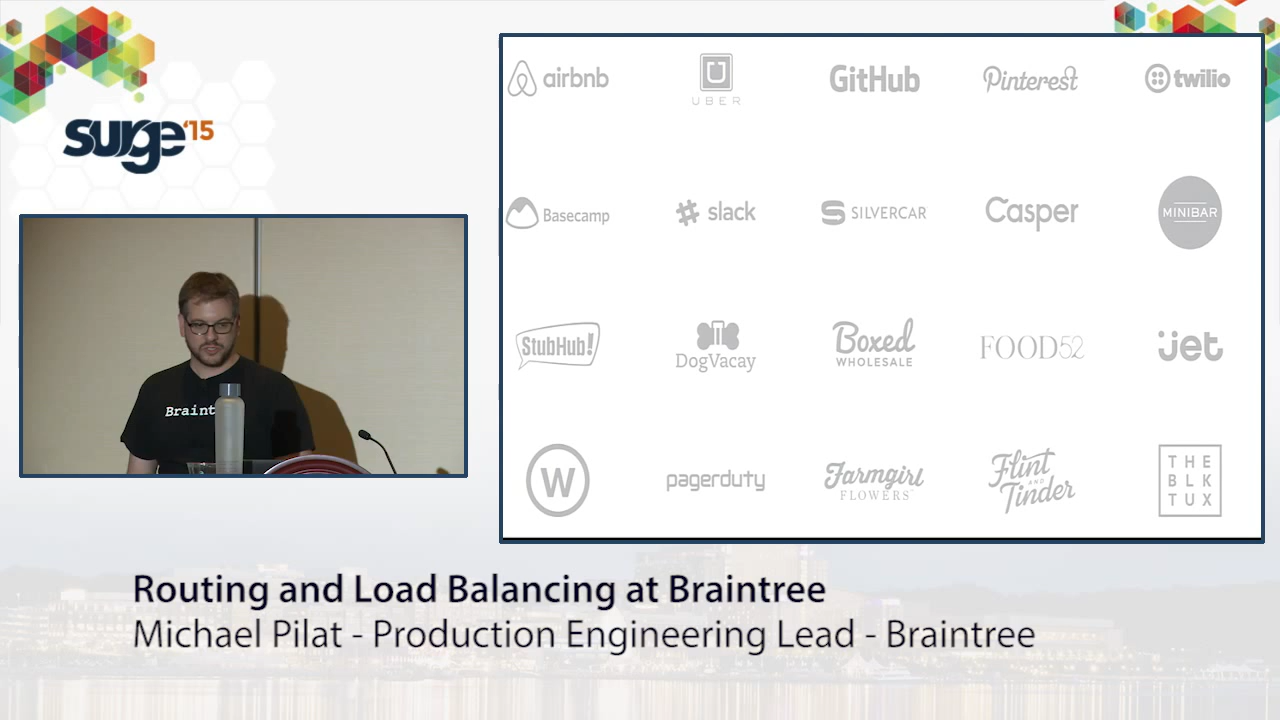 surge '15
airbnb
UBER
GitHub
Pinterest
twilio
Basecamp
slack
SILVERCAR
Casper
MINIBAR
StubHub!
DogVacay
Boxed
WHOLESALE
FOOD52
jet
W
pagerduty
Farmgirl
FLOWERS
Flint
AND
Tinder
THE
BLK
TUX
Braint
Routing and Load Balancing at Braintree
Michael Pilat - Production Engineering Lead - Braintree